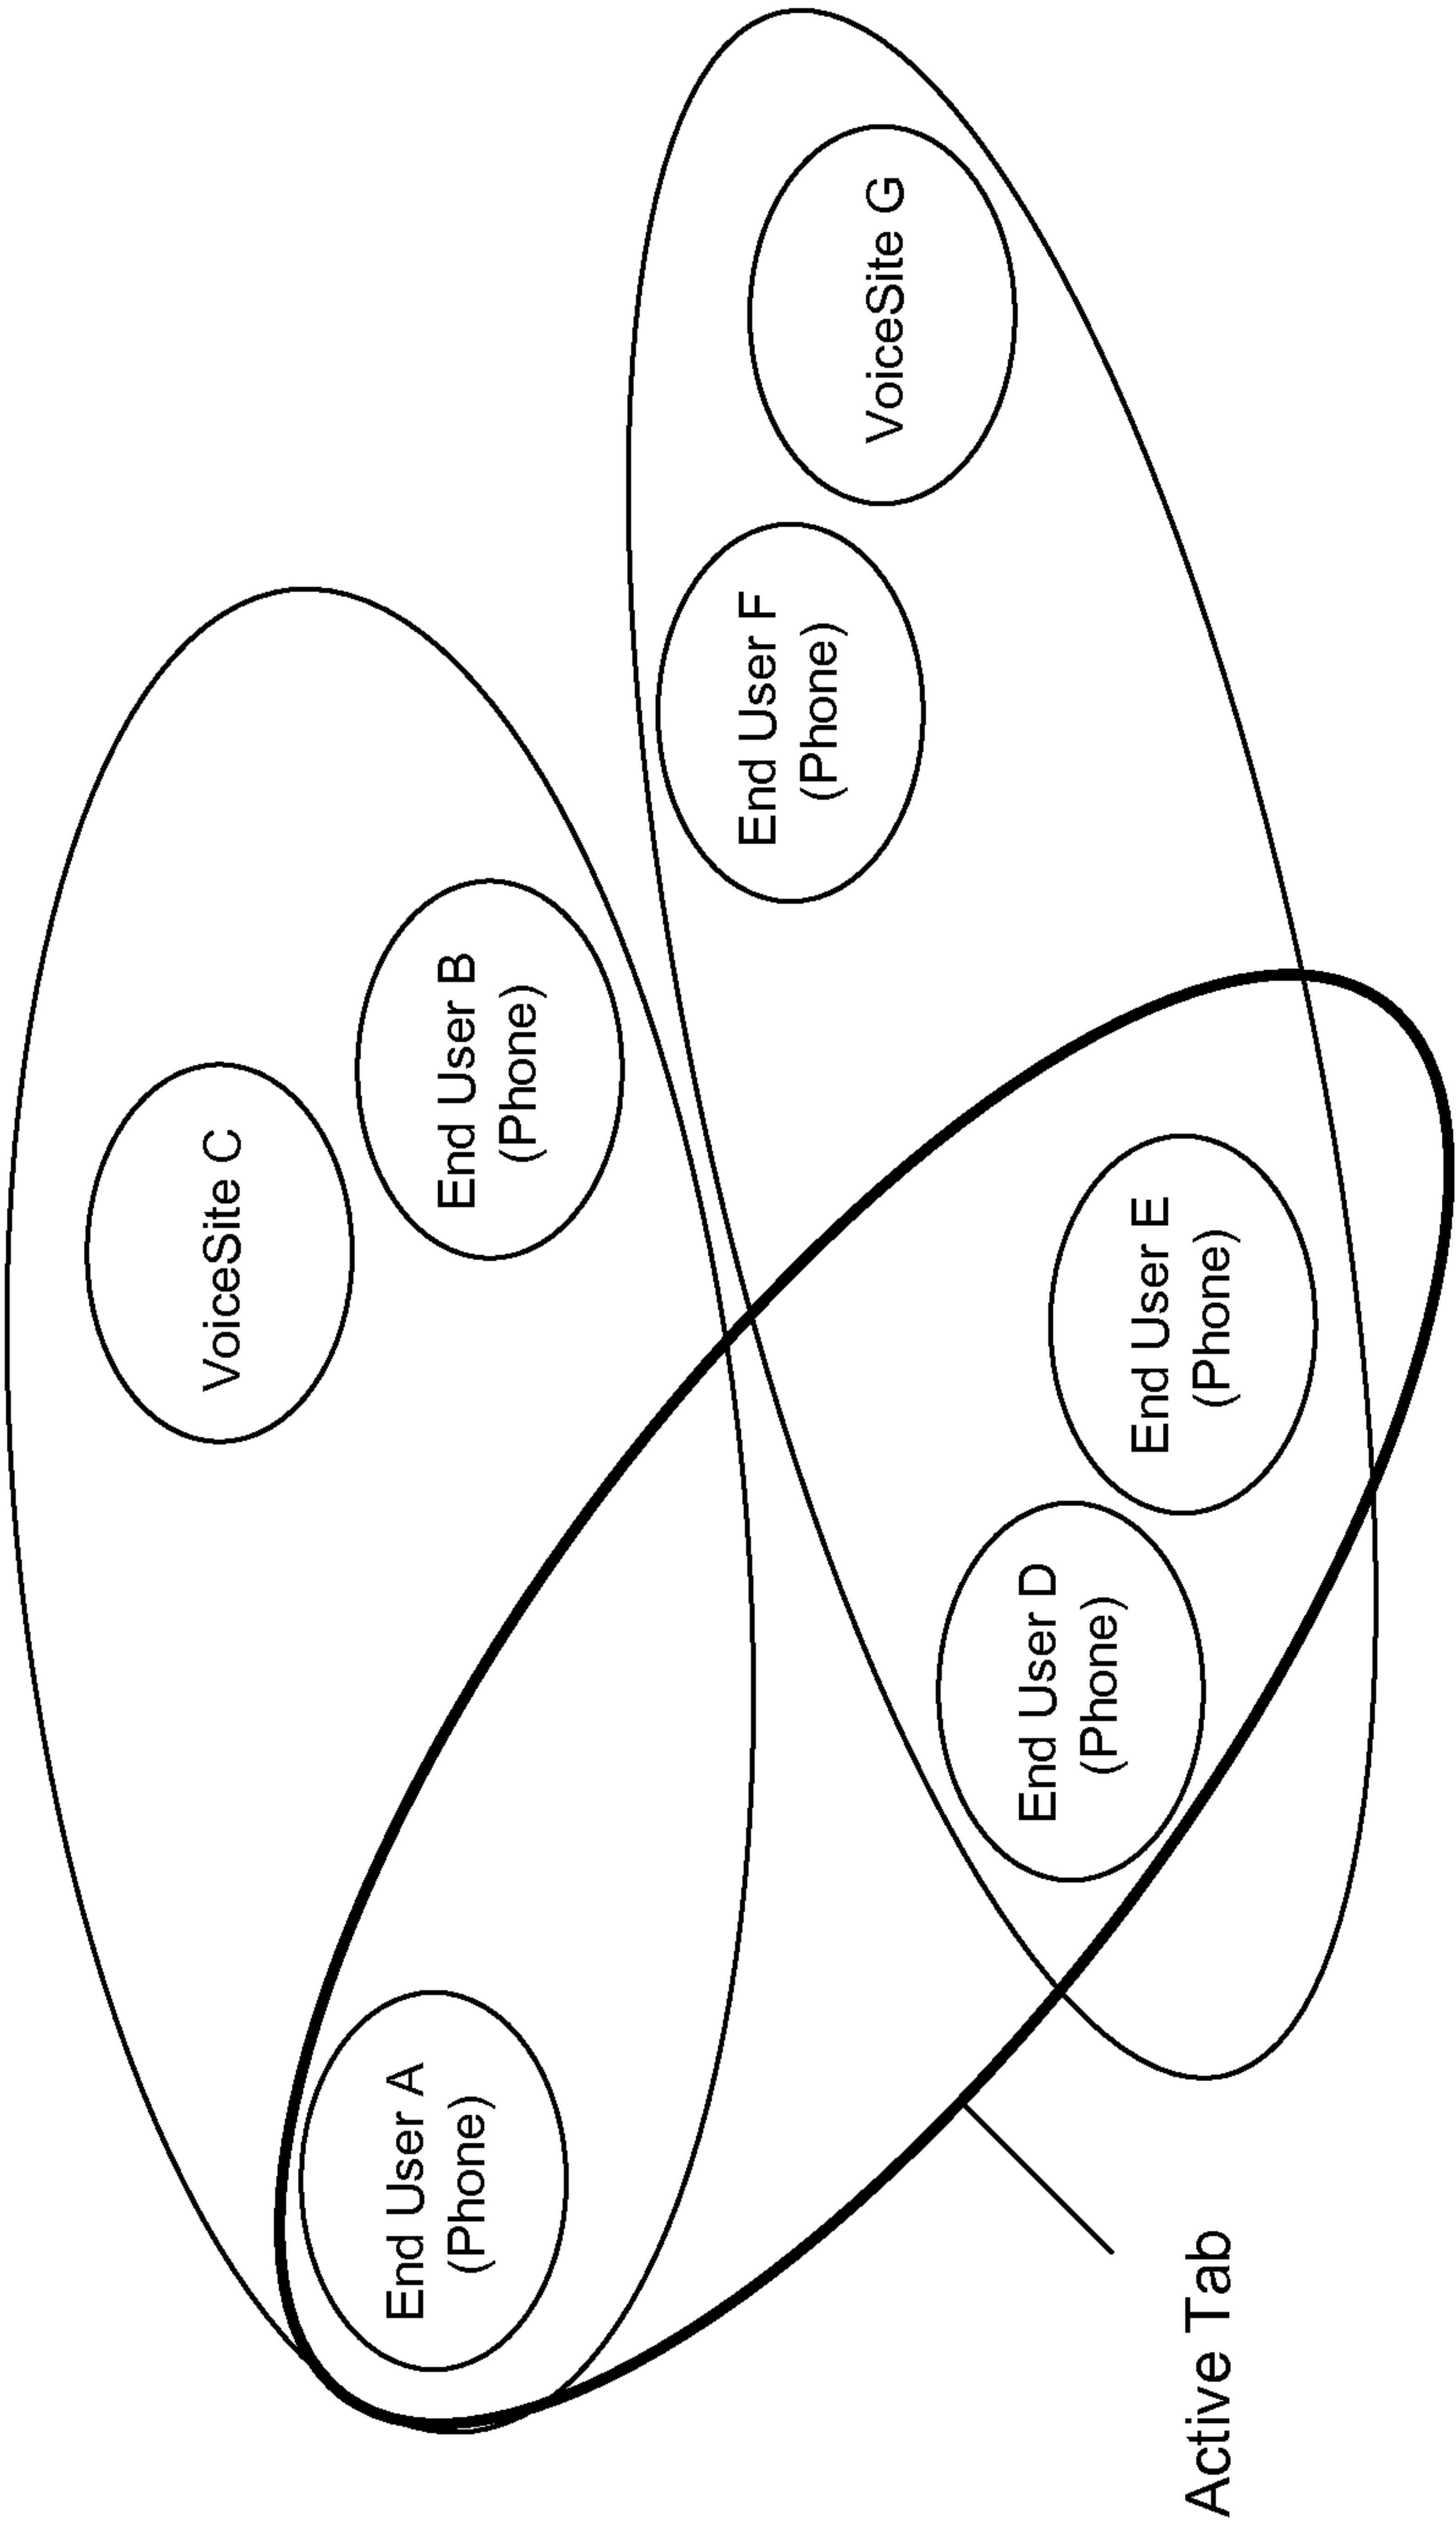 VoiceSite C
End User B
(Phone)
End User A
(Phone)
End User F
(Phone)
VoiceSite G
End User D
(Phone)
End User E
(Phone)
Active Tab